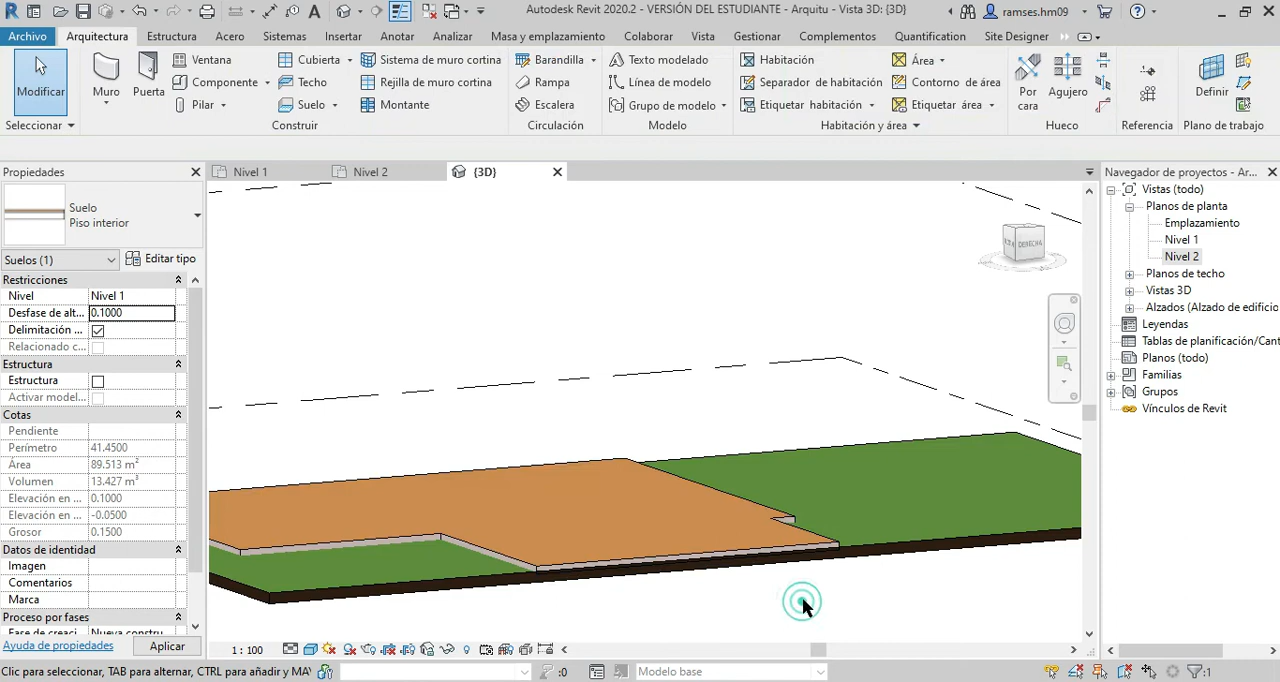 Autodesk Revit 2020.2 - VERSIÓN DEL ESTUDIANTE - Arquitu - Vista 3D: {3D}
ramses.hm09
Archivo Arquitectura Estructura Acero Sistemas Insertar Anotar Analizar Masa y emplazamiento Colaborar Vista Gestionar Complementos Quantification Site Designer
Modificar
Muro
Puerta
Ventana
Componente
Pilar
Cubierta
Techo
Suelo
Sistema de muro cortina
Rejilla de muro cortina
Montante
Barandilla
Rampa
Escalera
Texto modelado
Línea de modelo
Grupo de modelo
Habitación
Separador de habitación
Etiquetar habitación
Área
Contorno de área
Etiquetar área
Por cara
Agujero
Definir
Seleccionar Construir Circulación Modelo Habitación y área Hueco Referencia Plano de trabajo
Propiedades
Suelo
Piso interior
Suelos (1) Editar tipo
Restricciones
Nivel Nivel 1
Desfase de alt... 0.1000
Delimitación ...
Relacionado c...
Estructura
Estructura
Activar model...
Cotas
Pendiente
Perímetro 41.4500
Área 89.513 m²
Volumen 13.427 m³
Elevación en ... 0.1000
Elevación en ... -0.0500
Grosor 0.1500
Datos de identidad
Imagen
Comentarios
Marca
Proceso por fases
Fase de creaci... Nueva constru...
Ayuda de propiedades Aplicar
Nivel 1 Nivel 2 {3D}
DERECHA
1 : 100
Navegador de proyectos - Ar...
Vistas (todo)
Planos de planta
Emplazamiento
Nivel 1
Nivel 2
Planos de techo
Vistas 3D
Alzados (Alzado de edificio
Leyendas
Tablas de planificación/Cant
Planos (todo)
Familias
Grupos
Vínculos de Revit
Clic para seleccionar, TAB para alternar, CTRL para añadir y MAY
:0
Modelo base
:1